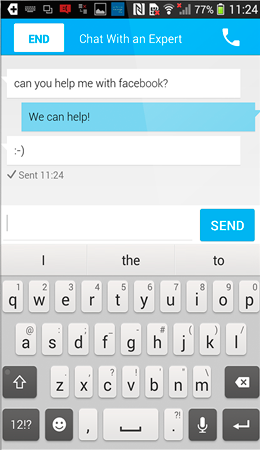 77% 11:24
END Chat With an Expert
can you help me with facebook?
We can help!
:-)
Sent 11:24
SEND
I the to
1 2 3 4 5 6 7 8 9 0
q w e r t y u i o p
@ : ; _ # ( ) /
a s d f g h j k l
- ' " * \
z x c v b n m
12!? , .?! .